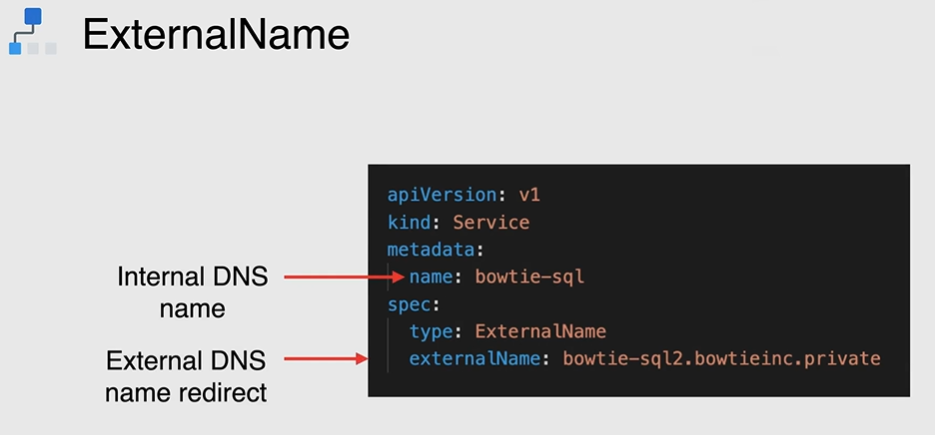 ExternalName
apiVersion: v1
kind: Service
metadata:
name: bowtie-sql
spec:
type: ExternalName
externalName: bowtie-sql2.bowtieinc.private
Internal DNS
name
External DNS
name redirect